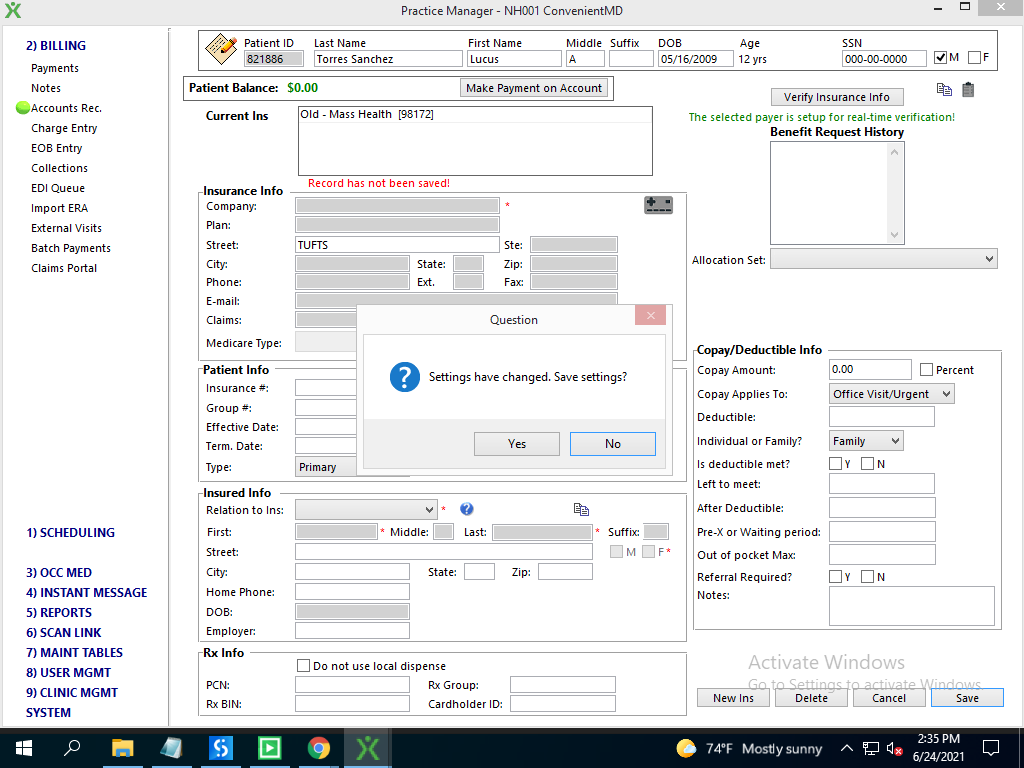 Practice Manager - NH001 ConvenientMD
2) BILLING
Payments
Notes
Accounts Rec.
Charge Entry
EOB Entry
Collections
EDI Queue
Import ERA
External Visits
Batch Payments
Claims Portal
1) SCHEDULING
3) OCC MED
4) INSTANT MESSAGE
5) REPORTS
6) SCAN LINK
7) MAINT TABLES
8) USER MGMT
9) CLINIC MGMT
SYSTEM
Patient ID Last Name First Name Middle Suffix DOB Age SSN
821886 Torres Sanchez Lucus A 05/16/2009 12 yrs 000-00-0000 M F
Patient Balance: $0.00 Make Payment on Account
Current Ins Old - Mass Health [98172]
Record has not been saved!
Verify Insurance Info
The selected payer is setup for real-time verification!
Benefit Request History
Allocation Set:
Insurance Info
Company: *
Plan:
Street: TUFTS Ste:
City: State: Zip:
Phone: Ext. Fax:
E-mail:
Claims:
Medicare Type:
Question
Settings have changed. Save settings?
Yes No
Patient Info
Insurance #:
Group #:
Effective Date:
Term. Date:
Type: Primary
Insured Info
Relation to Ins: *
First: * Middle: Last: * Suffix:
Street: M F *
City: State: Zip:
Home Phone:
DOB:
Employer:
Rx Info
Do not use local dispense
PCN: Rx Group:
Rx BIN: Cardholder ID:
Copay/Deductible Info
Copay Amount: 0.00 Percent
Copay Applies To: Office Visit/Urgent
Deductible:
Individual or Family? Family
Is deductible met? Y N
Left to meet:
After Deductible:
Pre-X or Waiting period:
Out of pocket Max:
Referral Required? Y N
Notes:
Activate Windows
Go to Settings to activate Windows.
New Ins Delete Cancel Save
74°F Mostly sunny
2:35 PM
6/24/2021